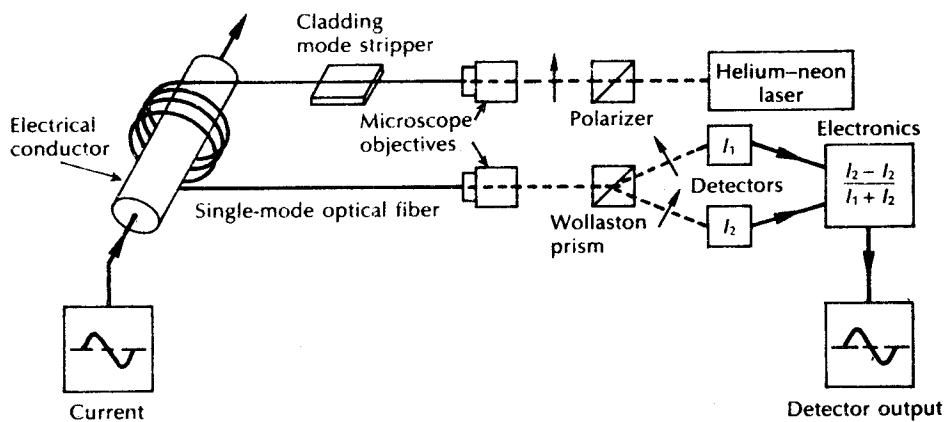 Cladding
mode stripper
Helium–neon
laser
Electrical
conductor
Microscope
objectives
Polarizer
Electronics
I₁
Detectors
I₂ − I₂
I₁ + I₂
Single-mode optical fiber
Wollaston
prism
I₂
Current
Detector output